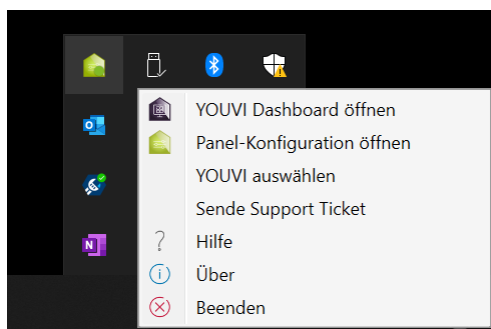 YOUVI Dashboard öffnen
Panel-Konfiguration öffnen
YOUVI auswählen
Sende Support Ticket
Hilfe
Über
Beenden